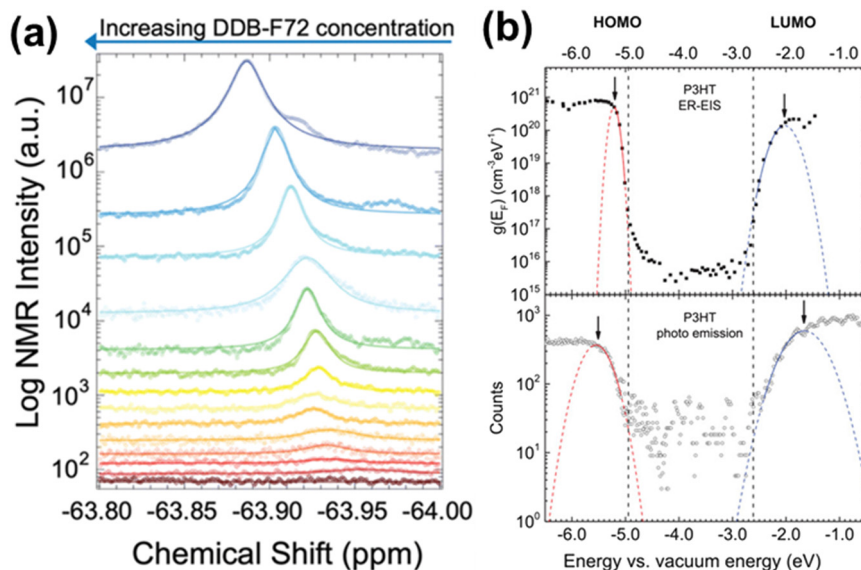 (a)
Increasing DDB-F72 concentration
Log NMR Intensity (a.u.)
10⁷
10⁶
10⁵
10⁴
10³
10²
-63.80 -63.85 -63.90 -63.95 -64.00
Chemical Shift (ppm)
(b)
HOMO LUMO
-6.0 -5.0 -4.0 -3.0 -2.0 -1.0
P3HT
ER-EIS
g(E_F) (cm⁻³eV⁻¹)
10²¹
10²⁰
10¹⁹
10¹⁸
10¹⁷
10¹⁶
10¹⁵
P3HT
photo emission
Counts
10³
10²
10¹
10⁰
-6.0 -5.0 -4.0 -3.0 -2.0 -1.0
Energy vs. vacuum energy (eV)